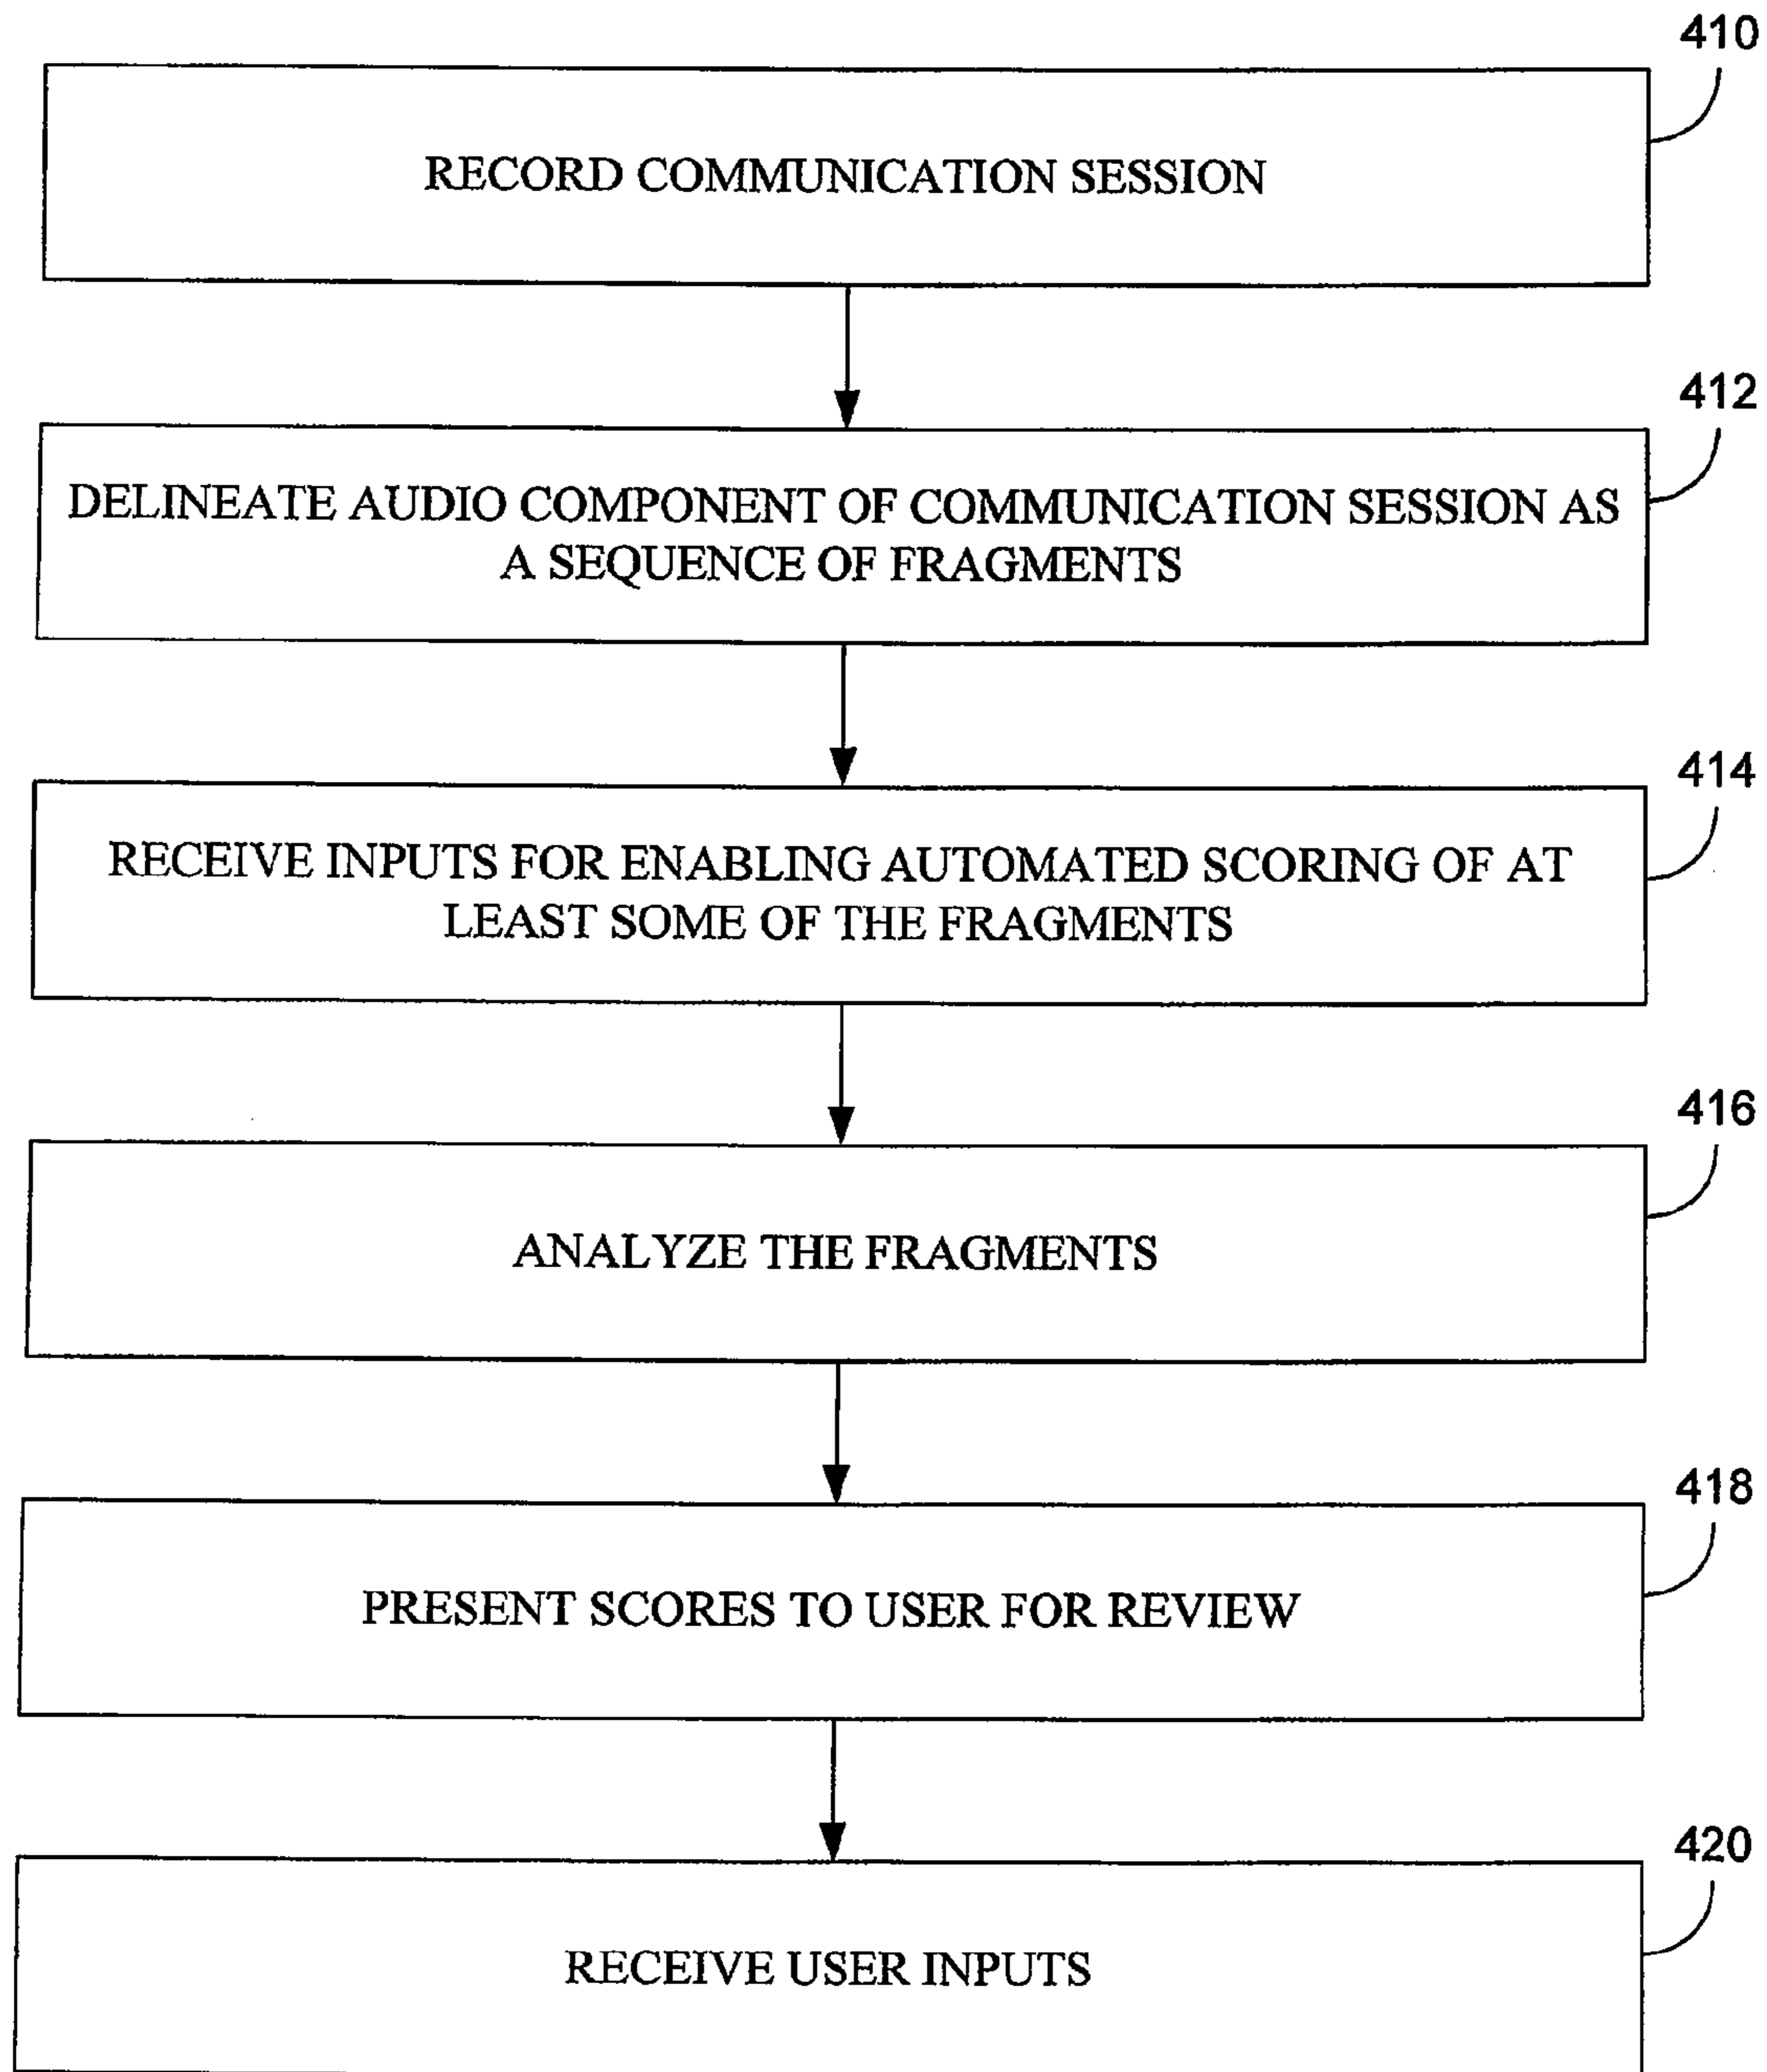 410
RECORD COMMUNICATION SESSION
412
DELINEATE AUDIO COMPONENT OF COMMUNICATION SESSION AS
A SEQUENCE OF FRAGMENTS
414
RECEIVE INPUTS FOR ENABLING AUTOMATED SCORING OF AT
LEAST SOME OF THE FRAGMENTS
416
ANALYZE THE FRAGMENTS
418
PRESENT SCORES TO USER FOR REVIEW
420
RECEIVE USER INPUTS